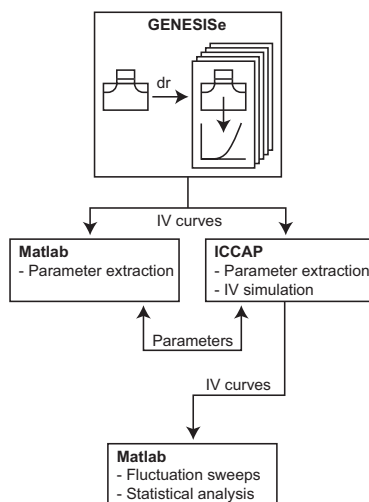 GENESISe
dr
IV curves
Matlab
- Parameter extraction
ICCAP
- Parameter extraction
- IV simulation
Parameters
IV curves
Matlab
- Fluctuation sweeps
- Statistical analysis